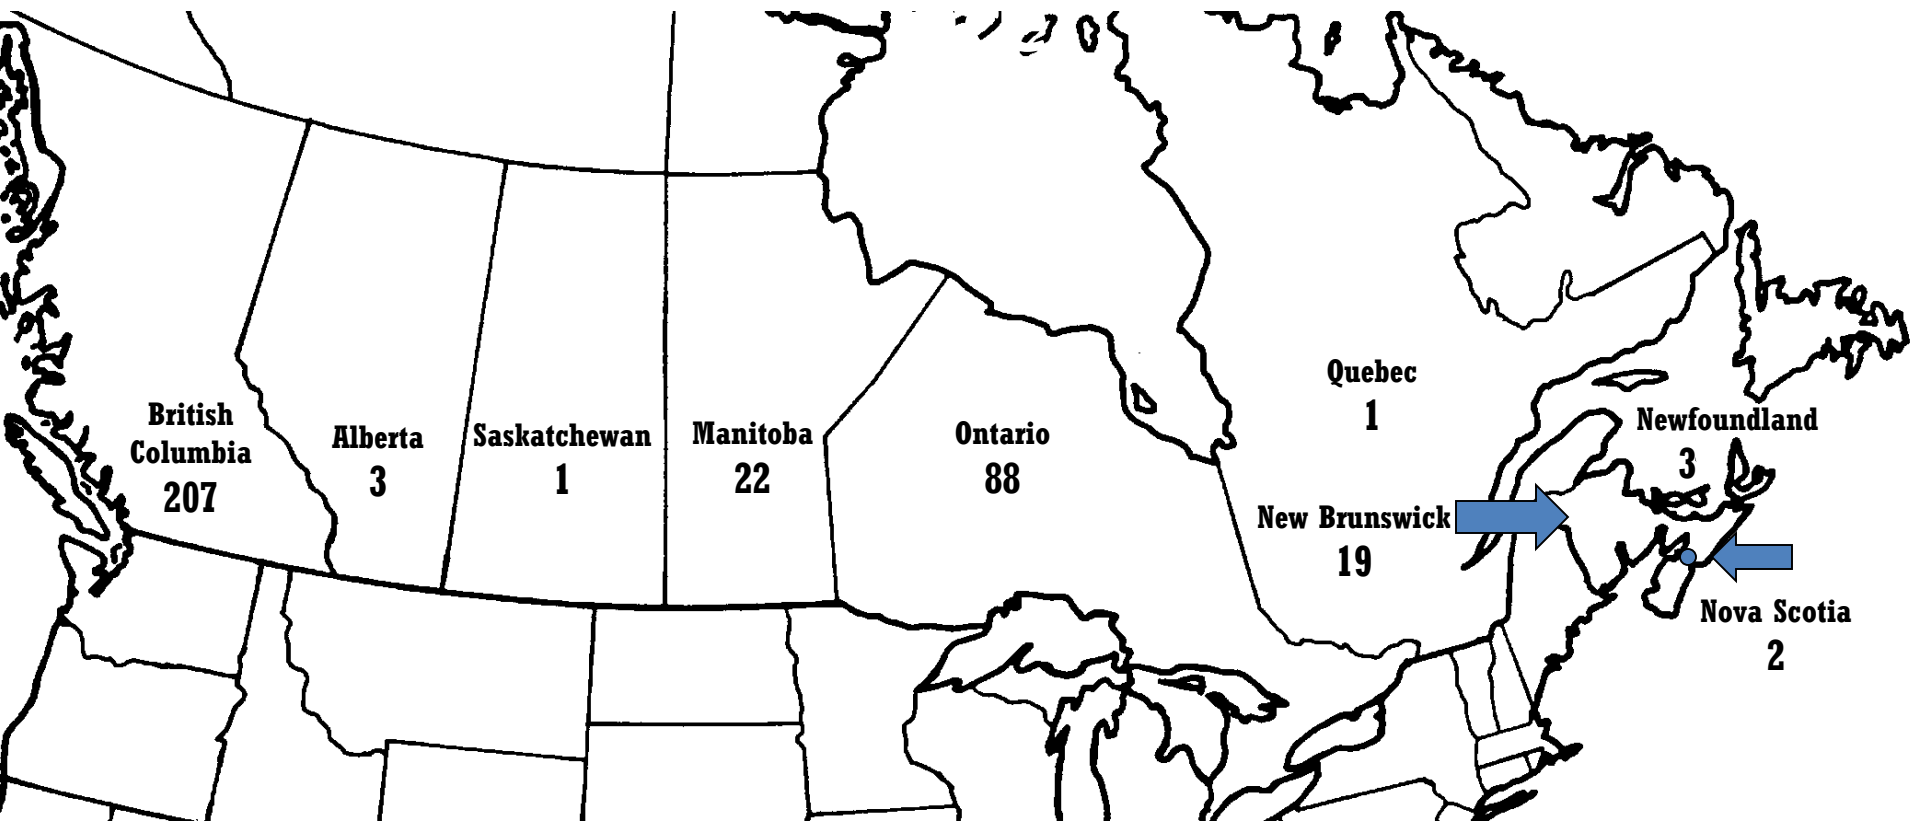 British
Columbia
207
Alberta
3
Saskatchewan
1
Manitoba
22
Ontario
88
Quebec
1
New Brunswick
19
Newfoundland
3
Nova Scotia
2